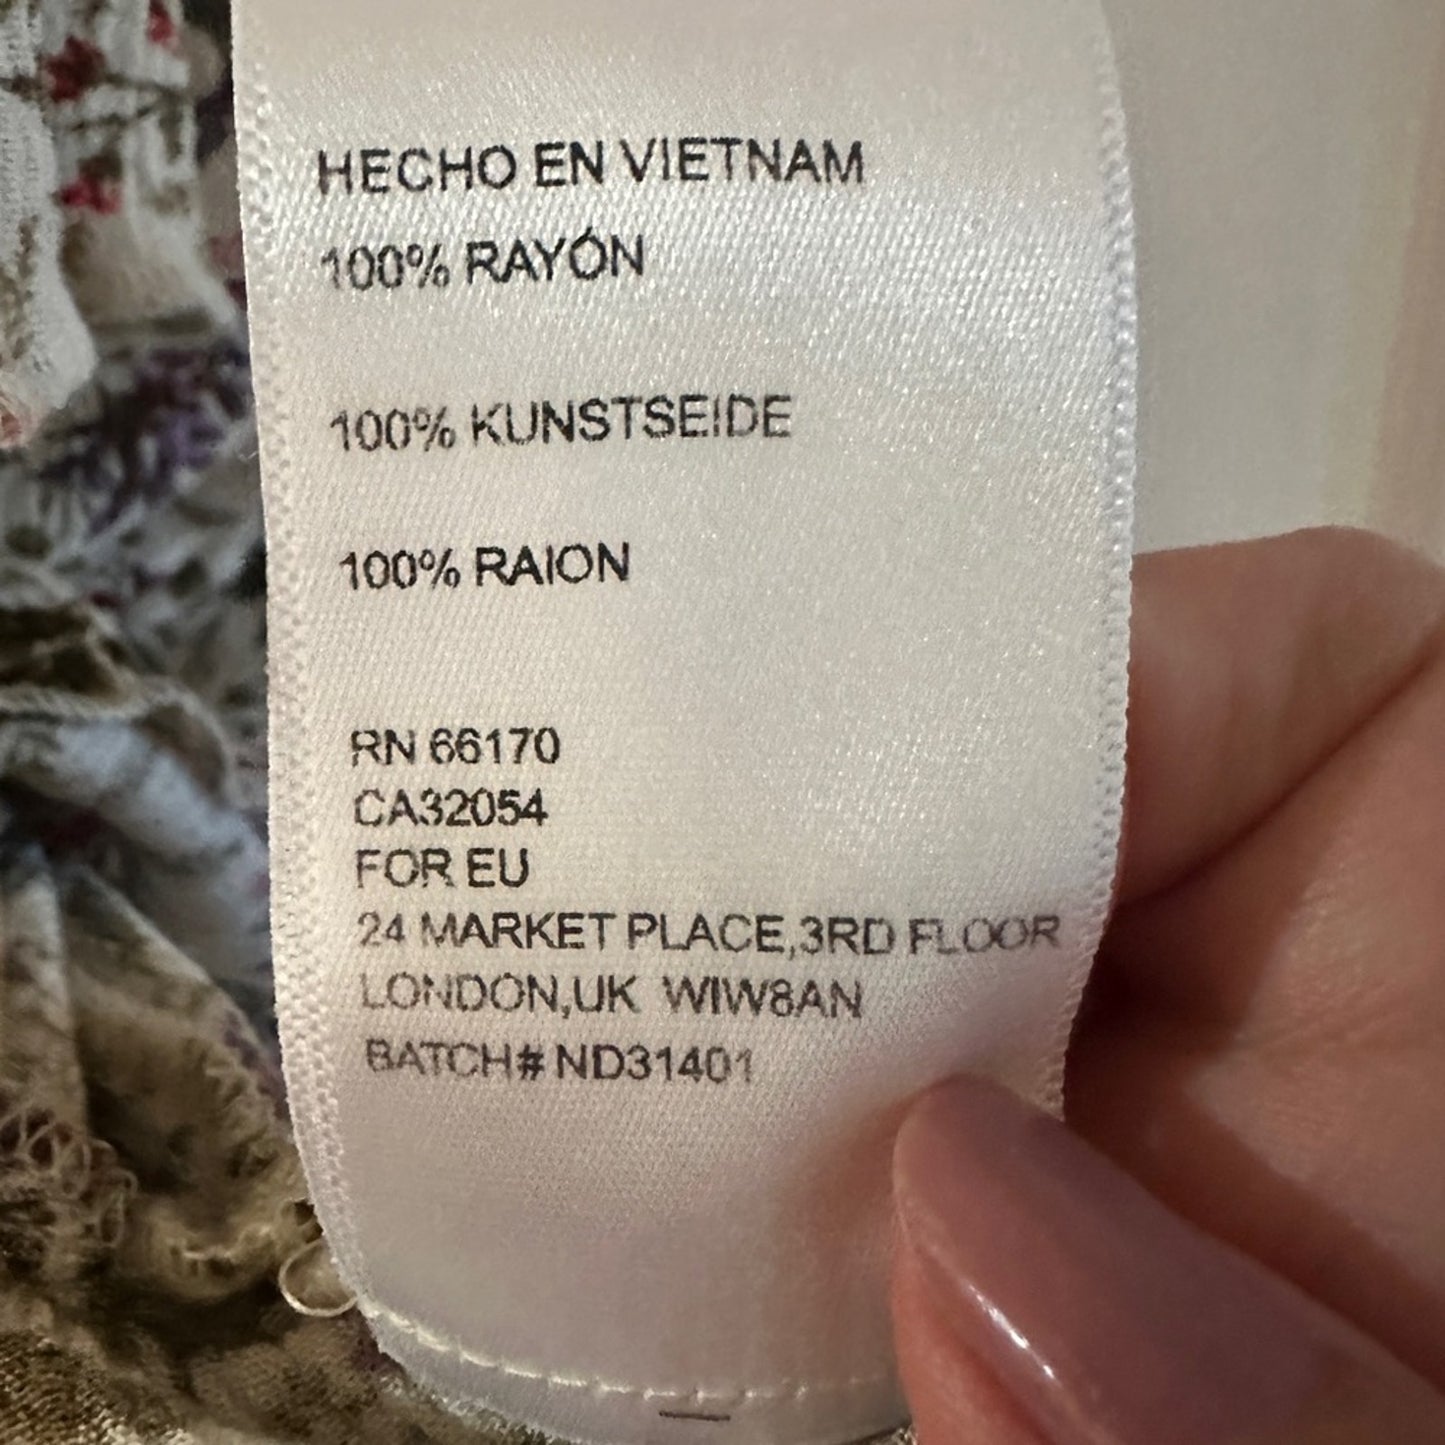 HECHO EN VIETNAM
100% RAYÓN
100% KUNSTSEIDE
100% RAION
RN 66170
CA32054
FOR EU
24 MARKET PLACE,3RD FLOOR
LONDON,UK WIW8AN
BATCH# ND31401